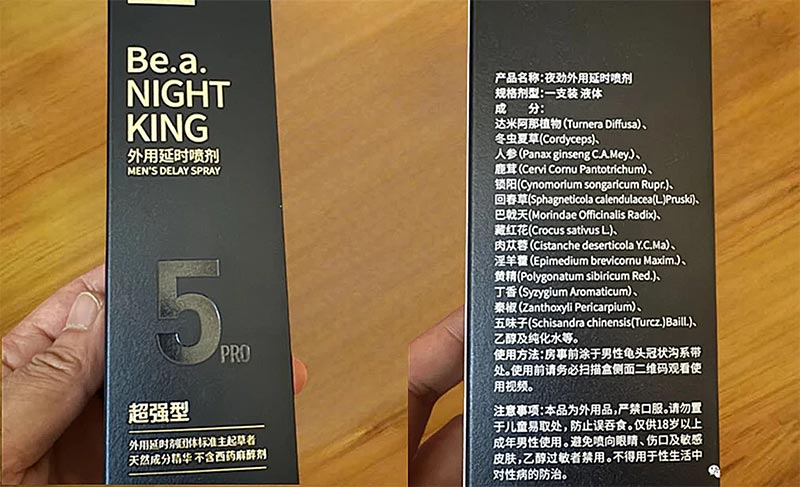 Be.a.
NIGHT
KING
外用延时喷剂
MEN'S DELAY SPRAY
5 PRO
超强型
外用延时剂团体标准主起草者
天然成分精华 不含西药麻醉剂
产品名称:夜劲外用延时喷剂
规格剂型:一支装 液体
成 分:
达米阿那植物(Turnera Diffusa)、
冬虫夏草(Cordyceps)、
人参(Panax ginseng C.A.Mey.)、
鹿茸(Cervi Cornu Pantotrichum)、
锁阳(Cynomorium songaricum Rupr.)、
回春草(Sphagneticola calendulacea(L.)Pruski)、
巴戟天(Morindae Officinalis Radix)、
藏红花(Crocus sativus L.)、
肉苁蓉(Cistanche deserticola Y.C.Ma)、
淫羊藿(Epimedium brevicornu Maxim.)、
黄精(Polygonatum sibiricum Red.)、
丁香(Syzygium Aromaticum)、
秦椒(Zanthoxyli Pericarpium)、
五味子(Schisandra chinensis(Turcz.)Baill.)、
乙醇及纯化水等。
使用方法:房事前涂于男性龟头冠状沟系带
处。使用前请务必扫描盒侧面二维码观看使
用视频。
注意事项:本品为外用品,严禁口服。请勿置
于儿童易取处,防止误吞食。仅供18岁以上
成年男性使用。避免喷向眼睛、伤口及敏感
皮肤,乙醇过敏者禁用。不得用于性生活中
对性病的防治。